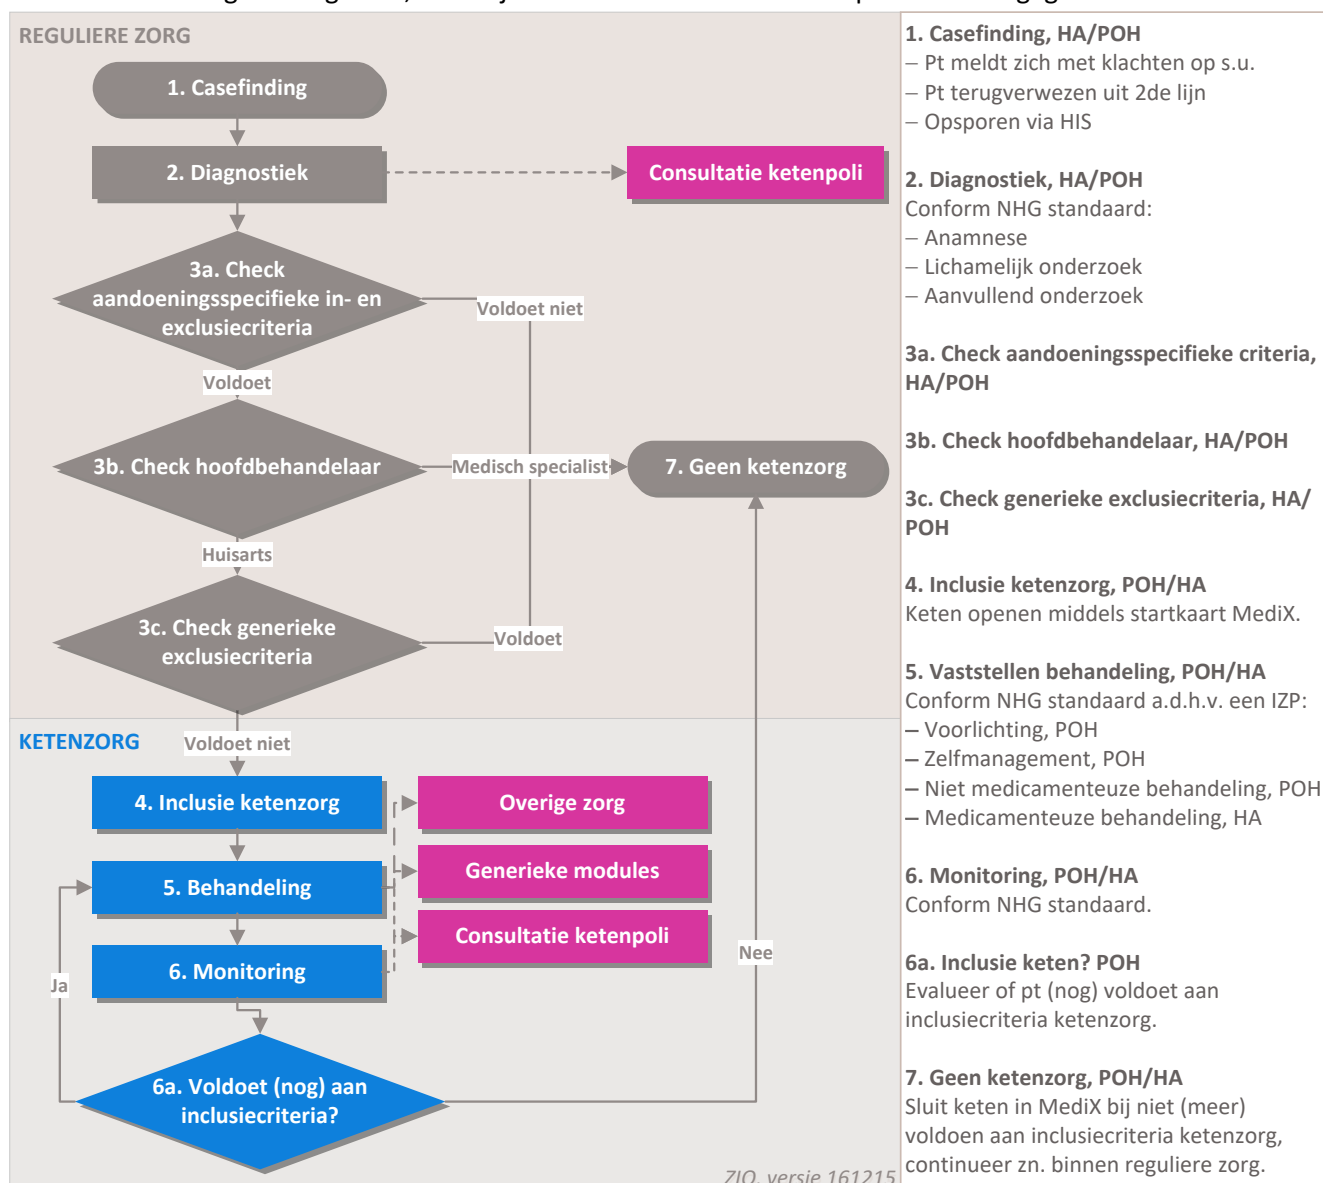 REGULIERE ZORG
1. Casefinding
2. Diagnostiek
Consultatie ketenpoli
3a. Check
aandoeningsspecifieke in- en
exclusiecriteria
Voldoet niet
Voldoet
3b. Check hoofdbehandelaar
Medisch specialist
7. Geen ketenzorg
Huisarts
3c. Check generieke
exclusiecriteria
Voldoet
KETENZORG
Voldoet niet
4. Inclusie ketenzorg
Overige zorg
5. Behandeling
Generieke modules
Consultatie ketenpoli
6. Monitoring
Nee
Ja
6a. Voldoet (nog) aan
inclusiecriteria?
ZIO, versie 161215
1. Casefinding, HA/POH
– Pt meldt zich met klachten op s.u.
– Pt terugverwezen uit 2de lijn
– Opsporen via HIS
2. Diagnostiek, HA/POH
Conform NHG standaard:
– Anamnese
– Lichamelijk onderzoek
– Aanvullend onderzoek
3a. Check aandoeningsspecifieke criteria,
HA/POH
3b. Check hoofdbehandelaar, HA/POH
3c. Check generieke exclusiecriteria, HA/
POH
4. Inclusie ketenzorg, POH/HA
Keten openen middels startkaart MediX.
5. Vaststellen behandeling, POH/HA
Conform NHG standaard a.d.h.v. een IZP:
– Voorlichting, POH
– Zelfmanagement, POH
– Niet medicamenteuze behandeling, POH
– Medicamenteuze behandeling, HA
6. Monitoring, POH/HA
Conform NHG standaard.
6a. Inclusie keten? POH
Evalueer of pt (nog) voldoet aan
inclusiecriteria ketenzorg.
7. Geen ketenzorg, POH/HA
Sluit keten in MediX bij niet (meer)
voldoen aan inclusiecriteria ketenzorg,
continueer zn. binnen reguliere zorg.